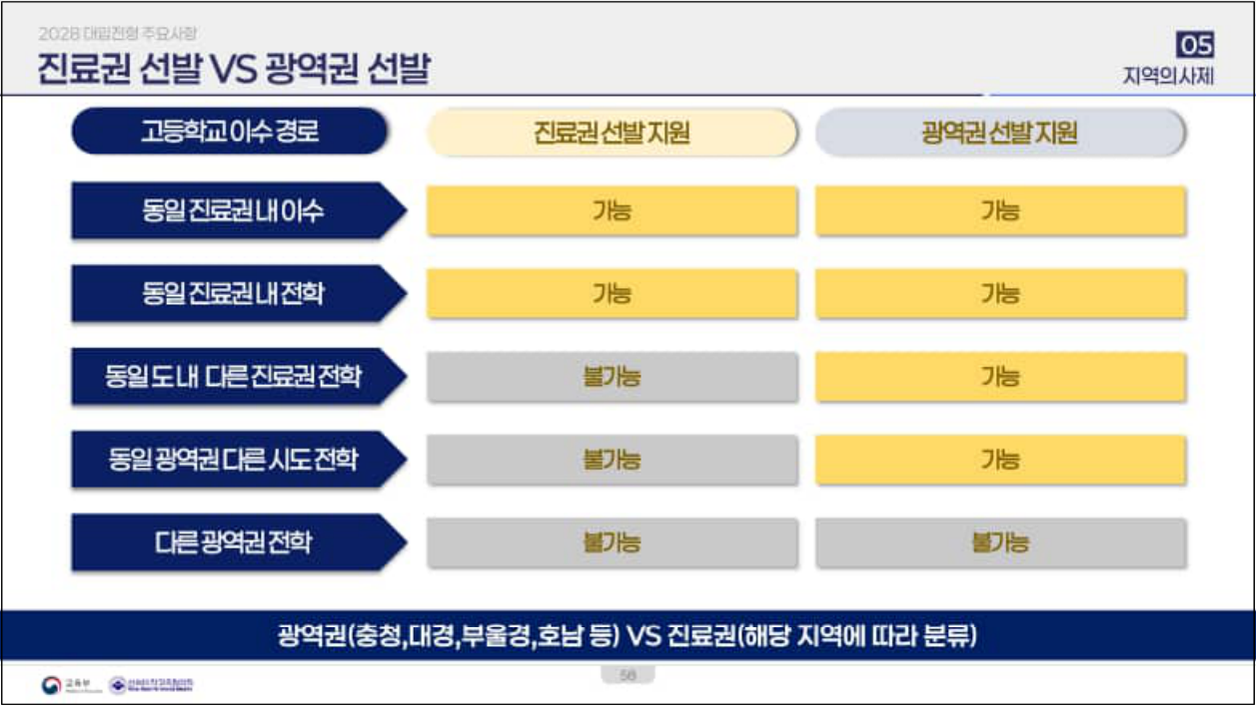 2028 대입전형 주요사항
진료권 선발 VS 광역권 선발
05
지역의사제
고등학교 이수 경로
진료권 선발 지원
광역권 선발 지원
동일 진료권 내 이수
가능
가능
동일 진료권 내 전학
가능
가능
동일 도 내 다른 진료권 전학
불가능
가능
동일 광역권 다른 시도 전학
불가능
가능
다른 광역권 전학
불가능
불가능
광역권(충청,대경,부울경,호남 등) VS 진료권(해당 지역에 따라 분류)
교육부
58